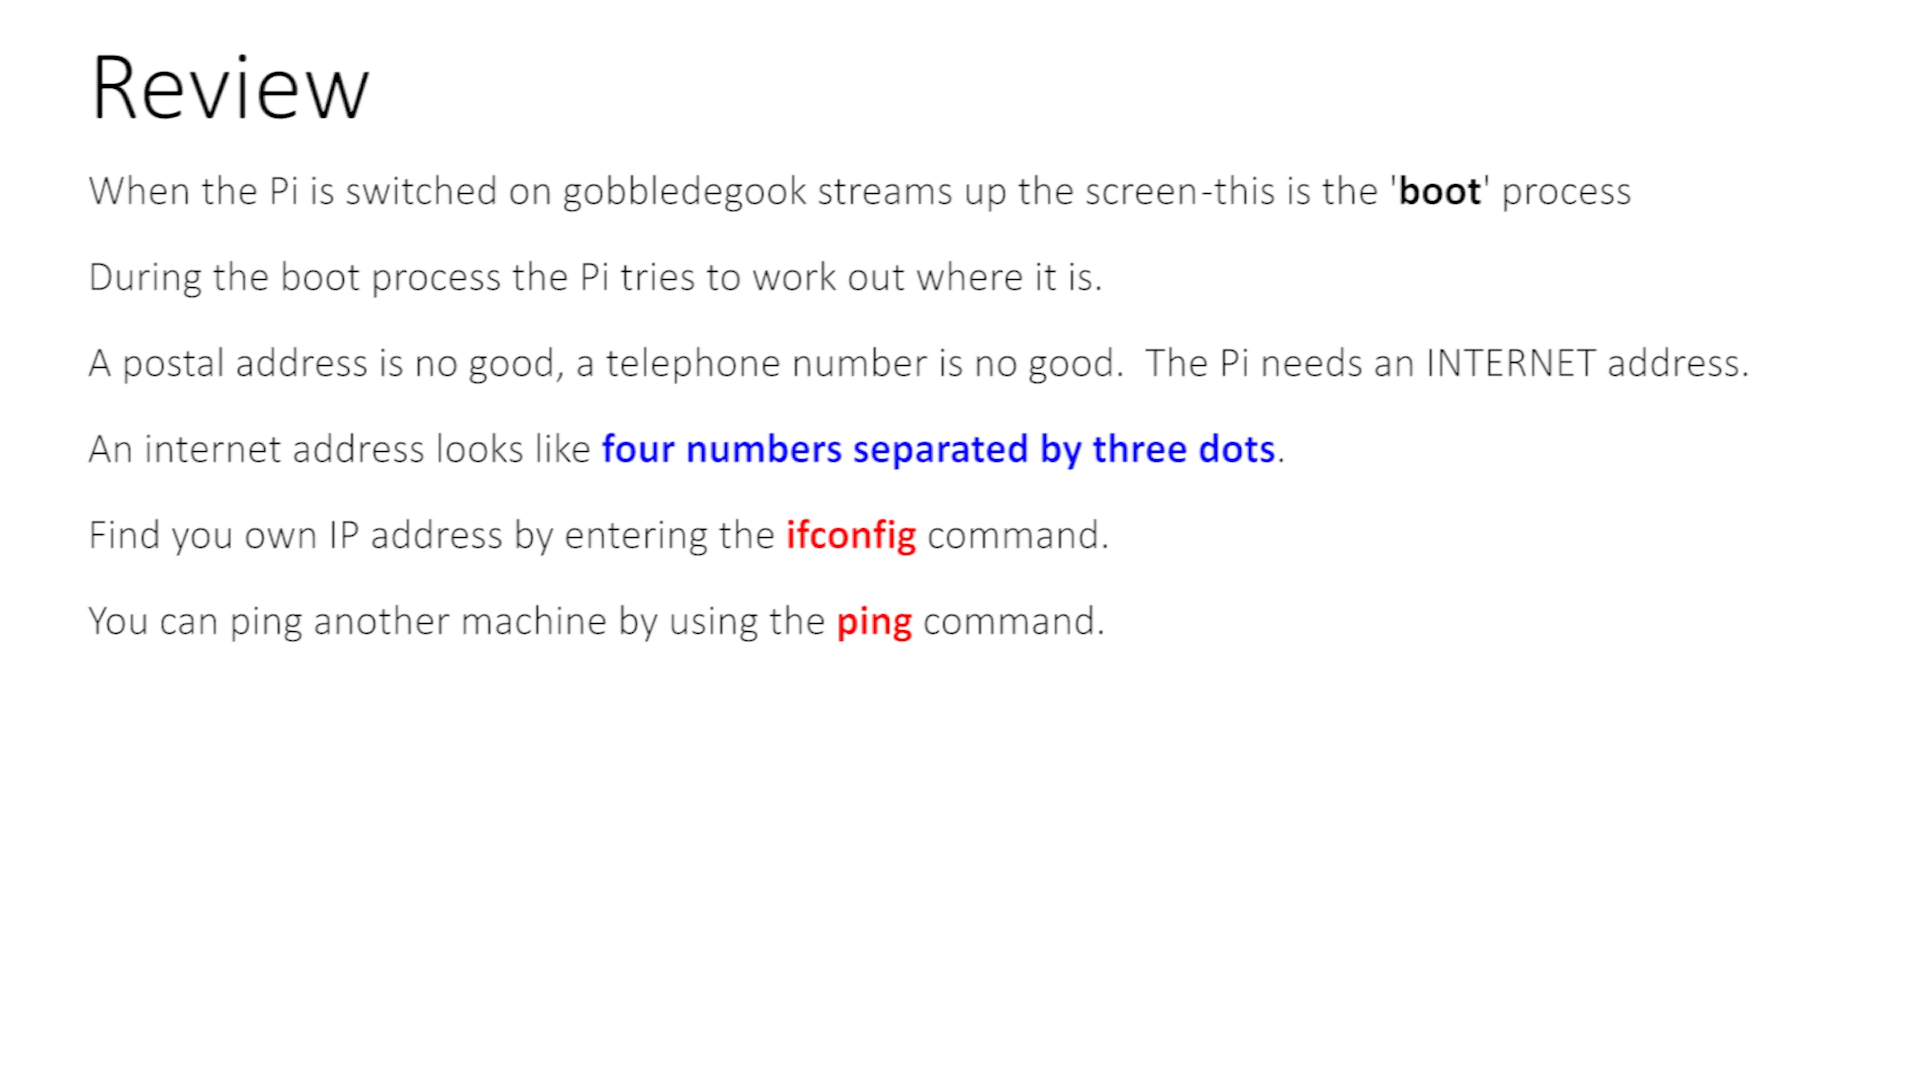 Review
When the Pi is switched on gobbledegook streams up the screen-this is the 'boot' process
During the boot process the Pi tries to work out where it is.
A postal address is no good, a telephone number is no good.  The Pi needs an INTERNET address.
An internet address looks like four numbers separated by three dots.
Find you own IP address by entering the ifconfig command.
You can ping another machine by using the ping command.